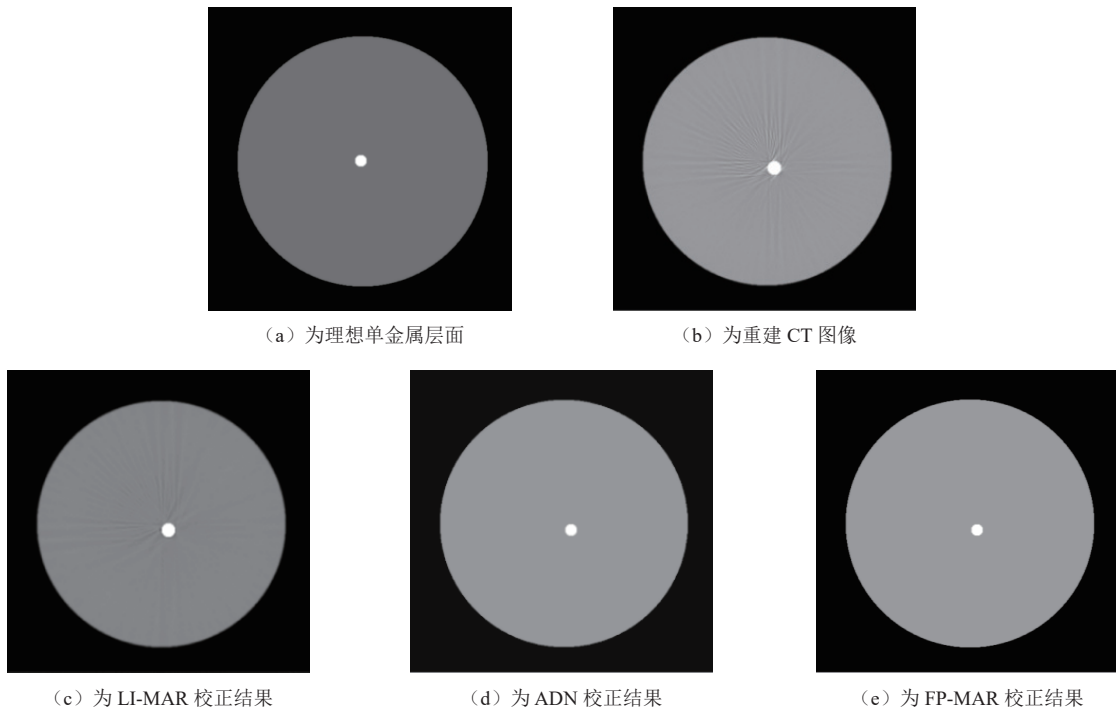 （a）为理想单金属层面
（b）为重建 CT 图像
（c）为 LI-MAR 校正结果
（d）为 ADN 校正结果
（e）为 FP-MAR 校正结果